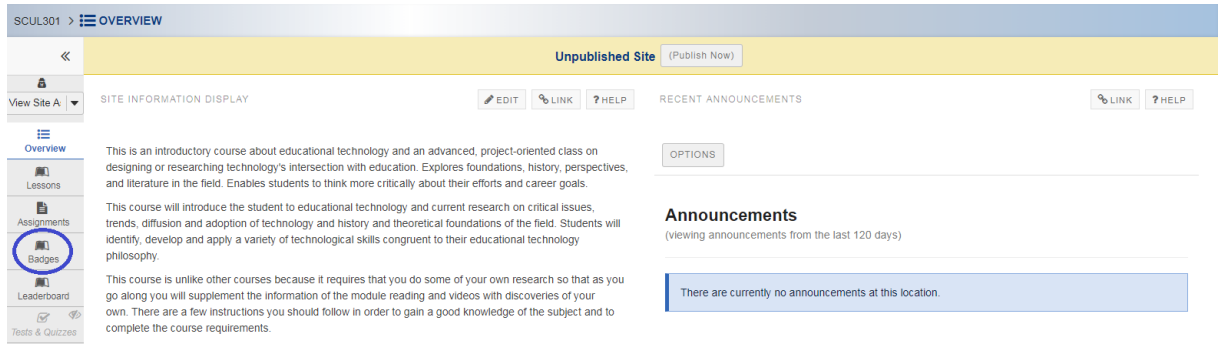 SCUL301 > OVERVIEW
Unpublished Site (Publish Now)
View Site A
Overview
Lessons
Assignments
Badges
Leaderboard
Tests & Quizzes
SITE INFORMATION DISPLAY
EDIT LINK ? HELP
This is an introductory course about educational technology and an advanced, project-oriented class on
designing or researching technology's intersection with education. Explores foundations, history, perspectives,
and literature in the field. Enables students to think more critically about their efforts and career goals.
This course will introduce the student to educational technology and current research on critical issues,
trends, diffusion and adoption of technology and history and theoretical foundations of the field. Students will
identify, develop and apply a variety of technological skills congruent to their educational technology
philosophy.
This course is unlike other courses because it requires that you do some of your own research so that as you
go along you will supplement the information of the module reading and videos with discoveries of your
own. There are a few instructions you should follow in order to gain a good knowledge of the subject and to
complete the course requirements.
RECENT ANNOUNCEMENTS
LINK ? HELP
OPTIONS
Announcements
(viewing announcements from the last 120 days)
There are currently no announcements at this location.